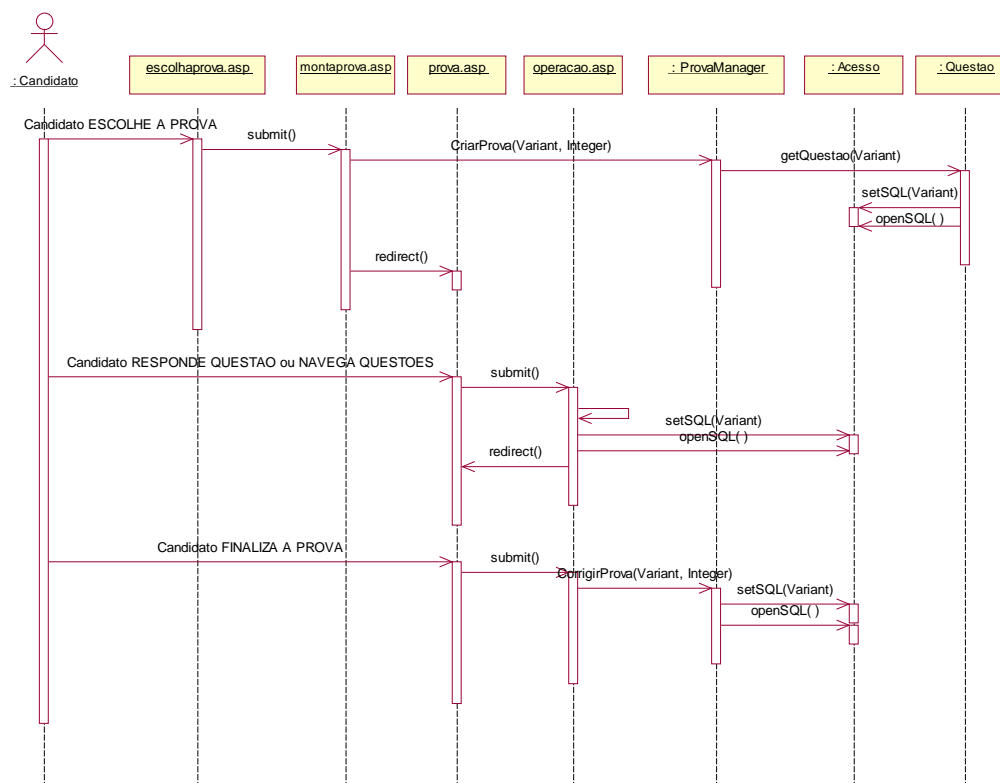 : Candidato
escolhaprova.asp
montaprova.asp
prova.asp
operacao.asp
: ProvaManager
: Acesso
: Questao
Candidato ESCOLHE A PROVA
submit()
CriarProva(Variant, Integer)
getQuestao(Variant)
setSQL(Variant)
openSQL( )
redirect()
Candidato RESPONDE QUESTAO ou NAVEGA QUESTOES
submit()
setSQL(Variant)
openSQL( )
redirect()
Candidato FINALIZA A PROVA
submit()
CorrigirProva(Variant, Integer)
setSQL(Variant)
openSQL( )